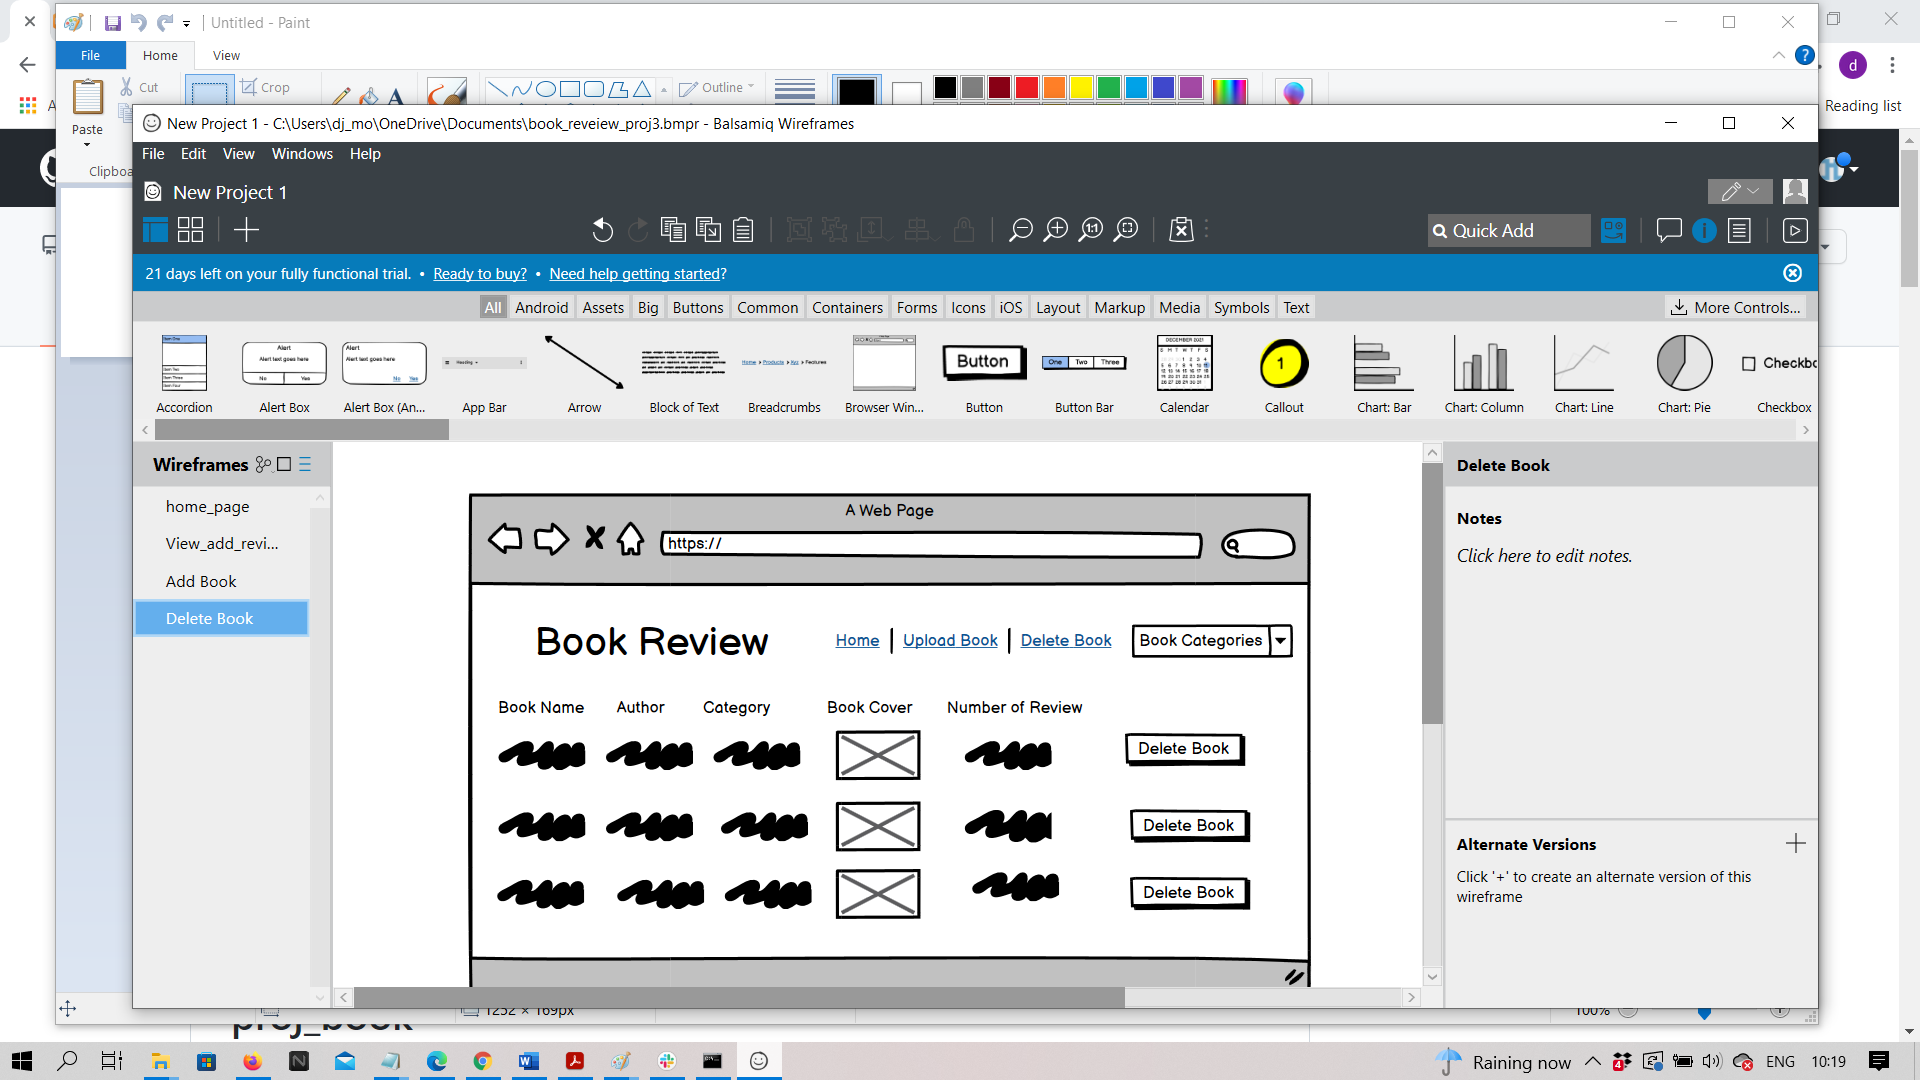 Untitled - Paint
File Home View
Cut
Crop
Outline
Paste
Reading list
d
New Project 1 - C:\Users\dj_mo\OneDrive\Documents\book_reveiew_proj3.bmpr - Balsamiq Wireframes
File Edit View Windows Help
New Project 1
1:1
Quick Add
21 days left on your fully functional trial. • Ready to buy? • Need help getting started?
All Android Assets Big Buttons Common Containers Forms Icons iOS Layout Markup Media Symbols Text
More Controls...
Button
One Two Three
1
Checkbo
Accordion Alert Box Alert Box (An... App Bar Arrow Block of Text Breadcrumbs Browser Win... Button Button Bar Calendar Callout Chart: Bar Chart: Column Chart: Line Chart: Pie Checkbox
Wireframes
home_page
View_add_revi...
Add Book
Delete Book
A Web Page
https://
Book Review
Home | Upload Book | Delete Book
Book Categories
Book Name Author Category Book Cover Number of Review
Delete Book
Delete Book
Delete Book
Delete Book
Notes
Click here to edit notes.
Alternate Versions
Click '+' to create an alternate version of this
wireframe
1252 × 169px
100%
proj_book
Raining now
ENG
10:19